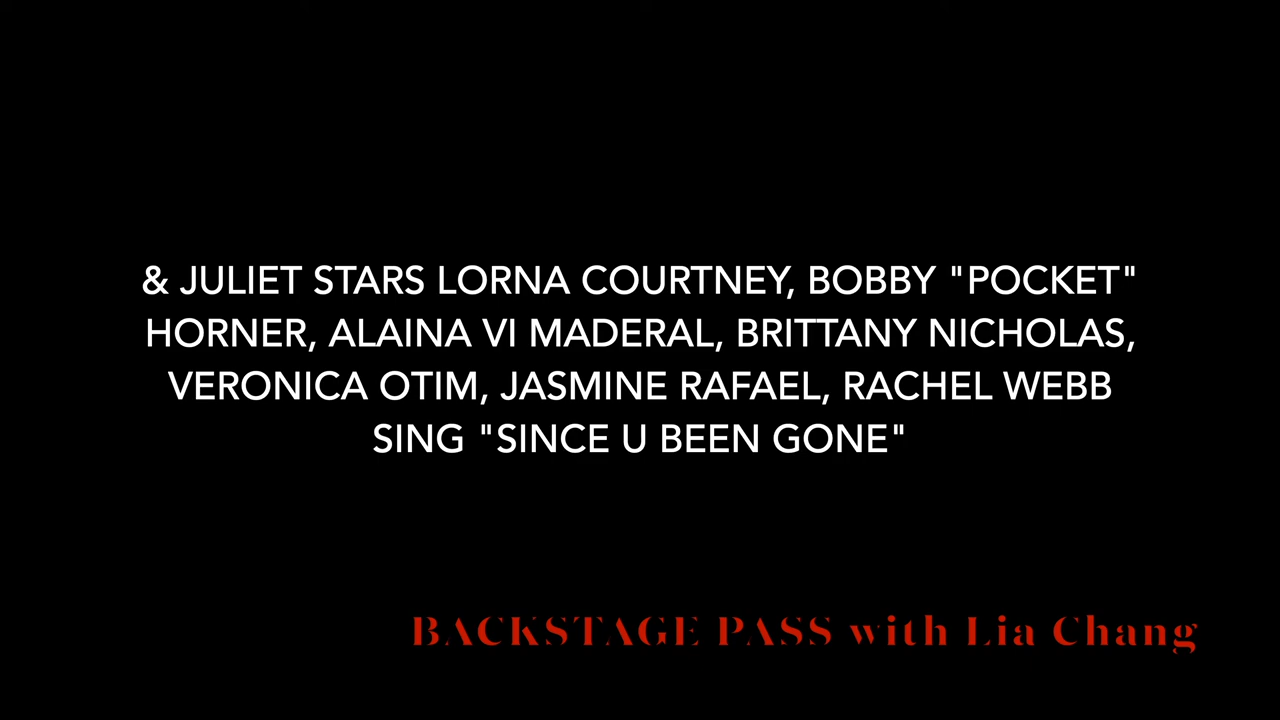 & JULIET STARS LORNA COURTNEY, BOBBY "POCKET"
HORNER, ALAINA VI MADERAL, BRITTANY NICHOLAS,
VERONICA OTIM, JASMINE RAFAEL, RACHEL WEBB
SING "SINCE U BEEN GONE"
BACKSTAGE PASS with Lia Chang